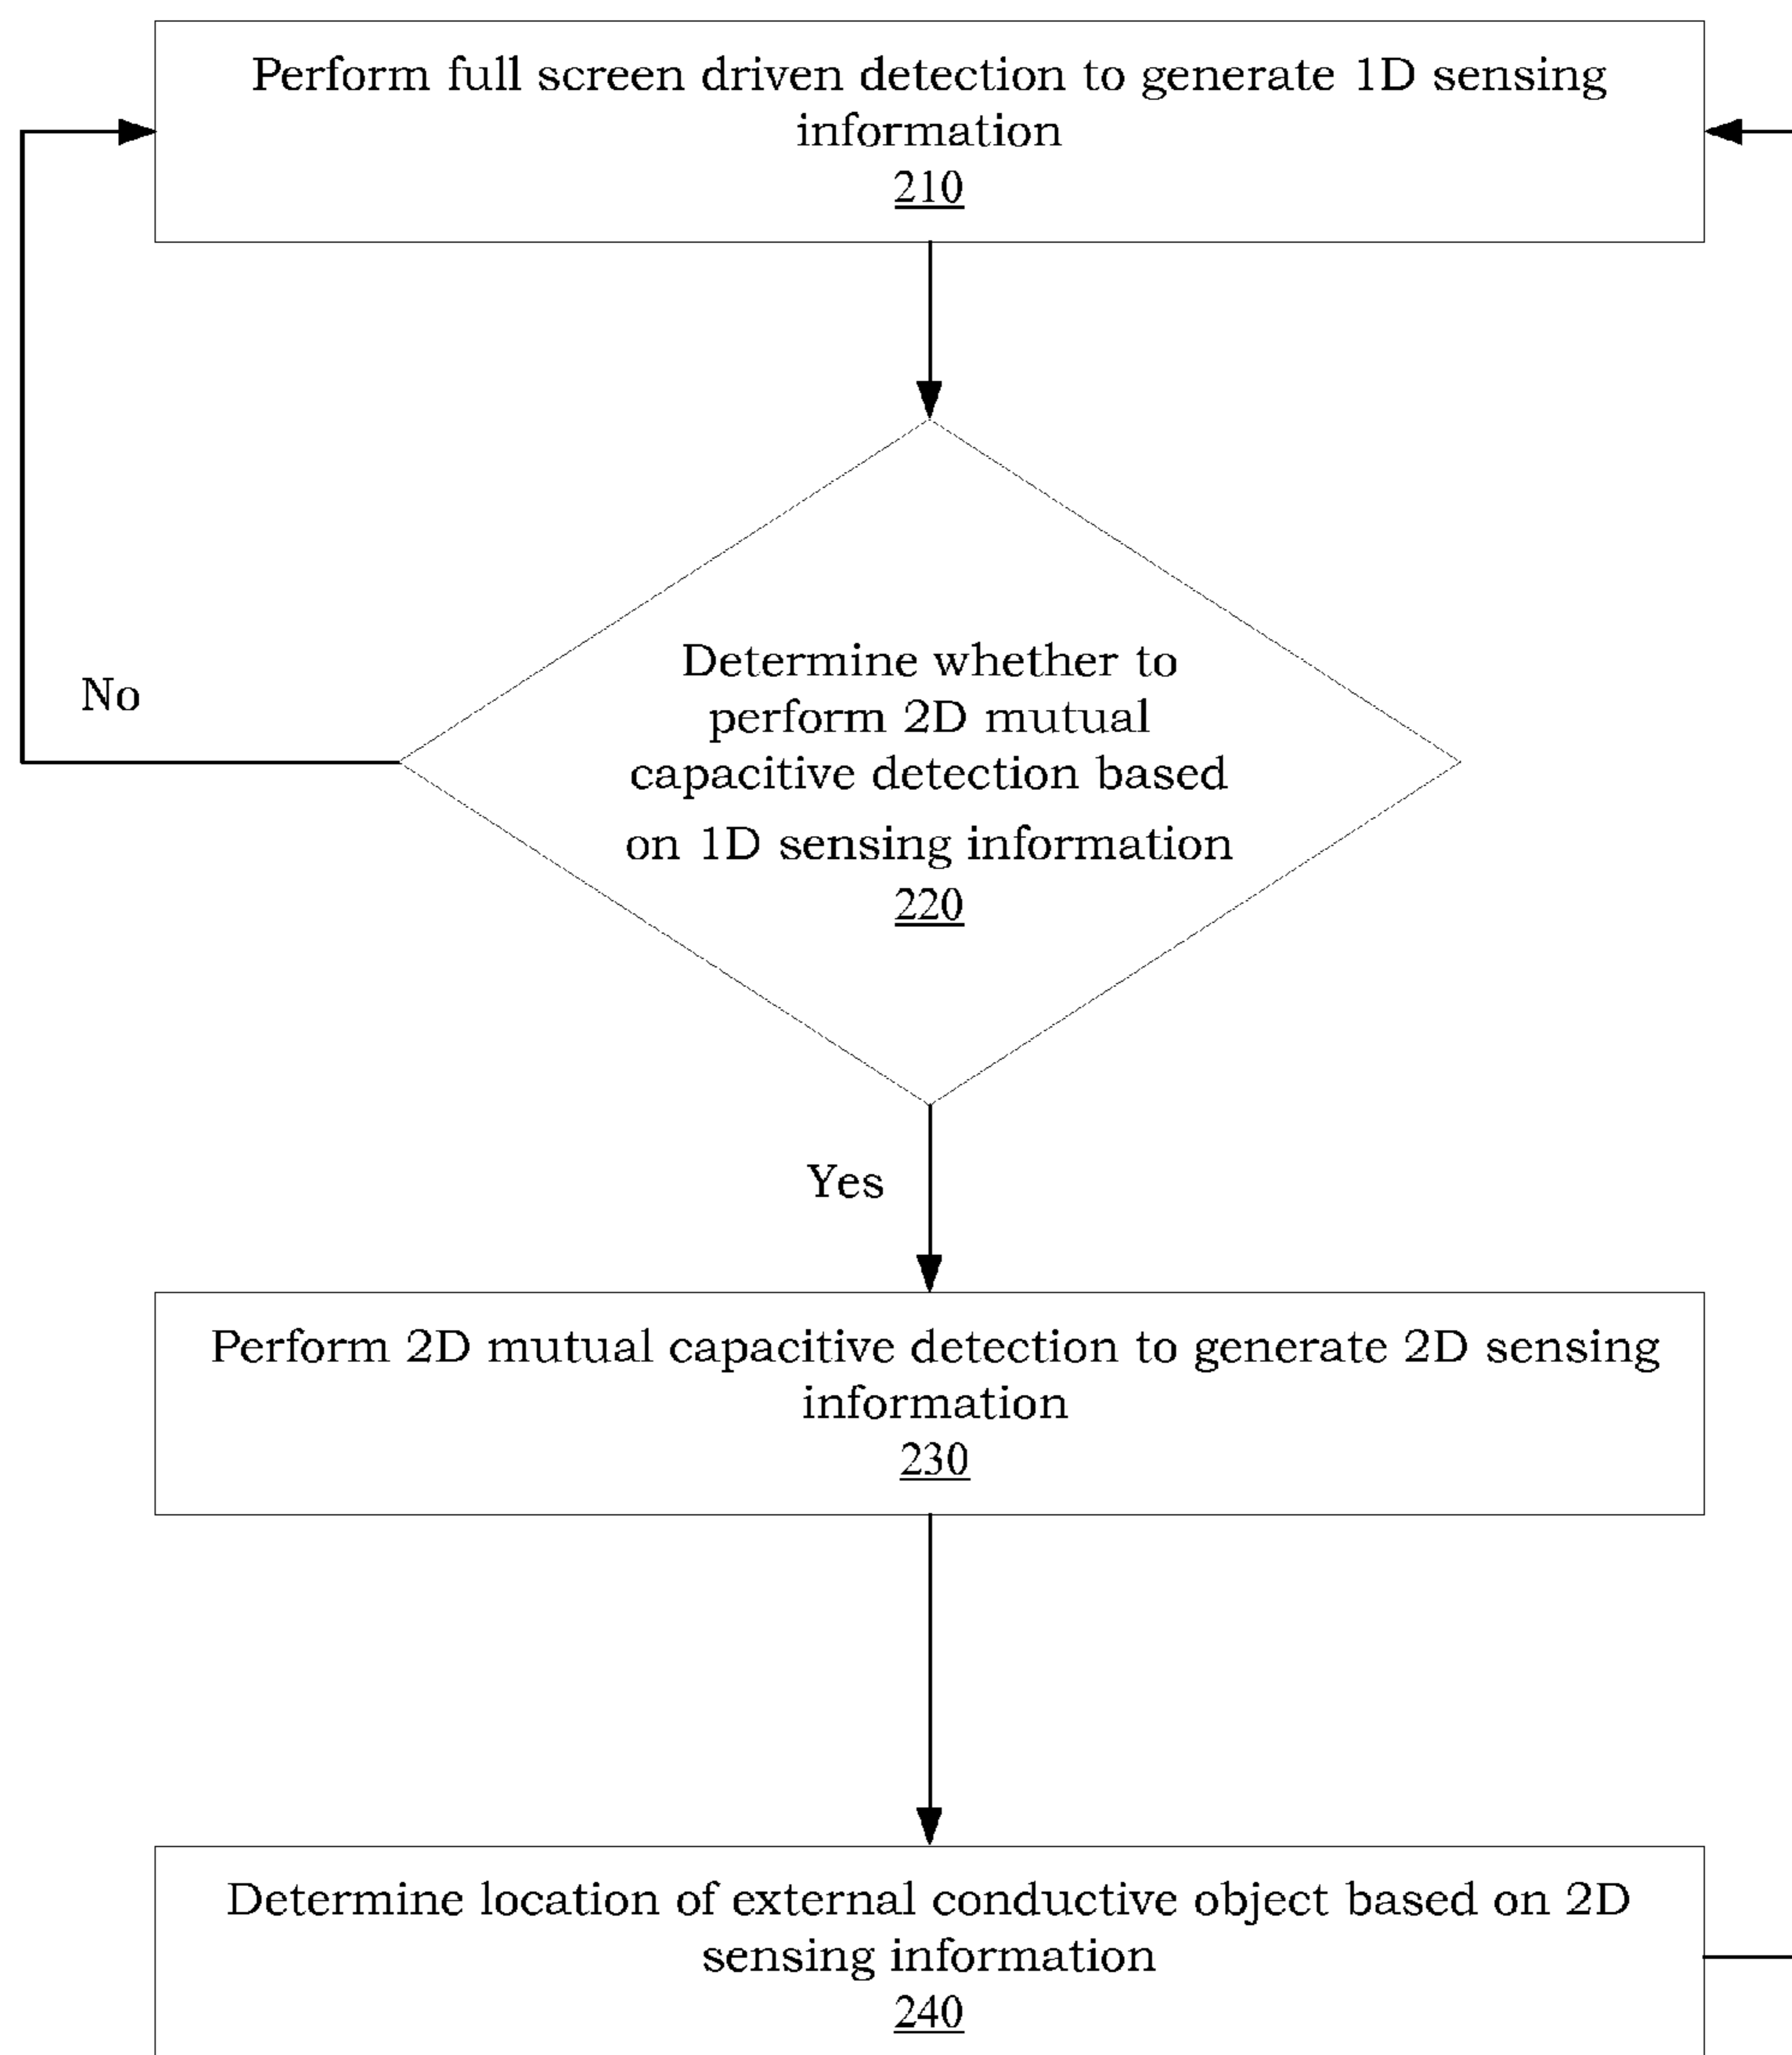 Perform full screen driven detection to generate 1D sensing
information
210
Determine whether to
perform 2D mutual
capacitive detection based
on 1D sensing information
220
No
Yes
Perform 2D mutual capacitive detection to generate 2D sensing
information
230
Determine location of external conductive object based on 2D
sensing information
240